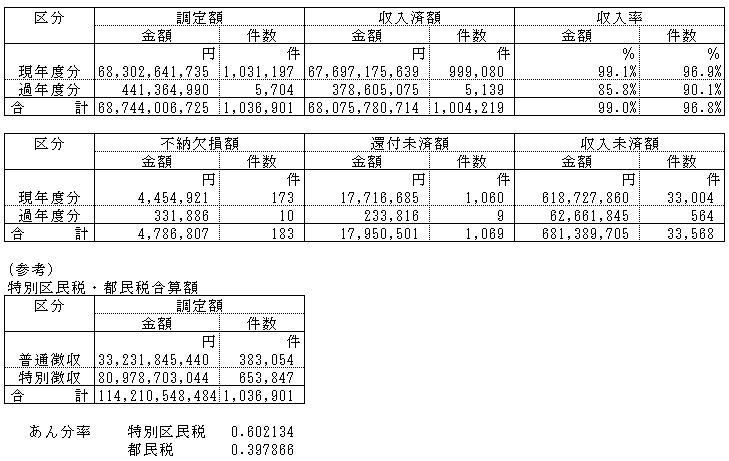 区分 調定額 収入済額 収入率
金額 件数 金額 件数 金額 件数
円 件 円 件 % %
現年度分 68,302,641,735 1,031,197 67,697,175,639 999,080 99.1% 96.9%
過年度分 441,364,990 5,704 378,605,075 5,139 85.8% 90.1%
合 計 68,744,006,725 1,036,901 68,075,780,714 1,004,219 99.0% 96.8%
区分 不納欠損額 還付未済額 収入未済額
金額 件数 金額 件数 金額 件数
円 件 円 件 円 件
現年度分 4,454,921 173 17,716,685 1,060 618,727,860 33,004
過年度分 331,886 10 233,816 9 62,661,845 564
合 計 4,786,807 183 17,950,501 1,069 681,389,705 33,568
（参考）
特別区民税・都民税合算額
区分 調定額
金額 件数
円 件
普通徴収 33,231,845,440 383,054
特別徴収 80,978,703,044 653,847
合 計 114,210,548,484 1,036,901
あん分率 特別区民税 0.602134
都民税 0.397866